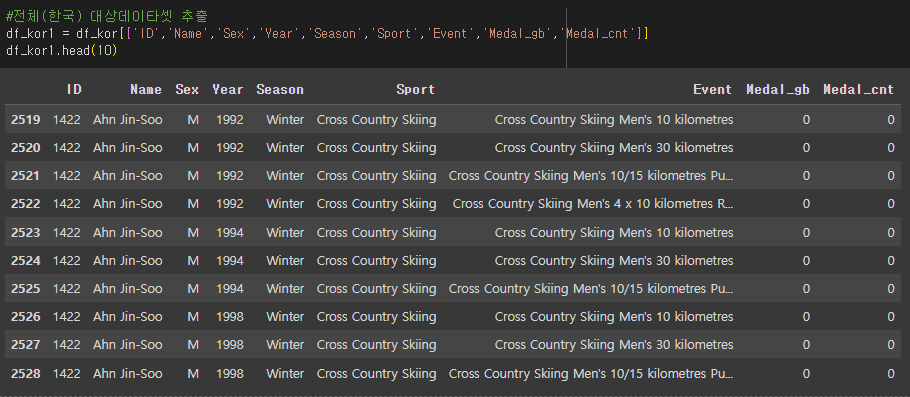 #전체(한국) 대상데이타셋 추출
df_kor1 = df_kor[['ID','Name','Sex','Year','Season','Sport','Event','Medal_gb','Medal_cnt']]
df_kor1.head(10)
ID Name Sex Year Season Sport Event Medal_gb Medal_cnt
2519 1422 Ahn Jin-Soo M 1992 Winter Cross Country Skiing Cross Country Skiing Men's 10 kilometres 0 0
2520 1422 Ahn Jin-Soo M 1992 Winter Cross Country Skiing Cross Country Skiing Men's 30 kilometres 0 0
2521 1422 Ahn Jin-Soo M 1992 Winter Cross Country Skiing Cross Country Skiing Men's 10/15 kilometres Pu... 0 0
2522 1422 Ahn Jin-Soo M 1992 Winter Cross Country Skiing Cross Country Skiing Men's 4 x 10 kilometres R... 0 0
2523 1422 Ahn Jin-Soo M 1994 Winter Cross Country Skiing Cross Country Skiing Men's 10 kilometres 0 0
2524 1422 Ahn Jin-Soo M 1994 Winter Cross Country Skiing Cross Country Skiing Men's 30 kilometres 0 0
2525 1422 Ahn Jin-Soo M 1994 Winter Cross Country Skiing Cross Country Skiing Men's 10/15 kilometres Pu... 0 0
2526 1422 Ahn Jin-Soo M 1998 Winter Cross Country Skiing Cross Country Skiing Men's 10 kilometres 0 0
2527 1422 Ahn Jin-Soo M 1998 Winter Cross Country Skiing Cross Country Skiing Men's 30 kilometres 0 0
2528 1422 Ahn Jin-Soo M 1998 Winter Cross Country Skiing Cross Country Skiing Men's 10/15 kilometres Pu... 0 0